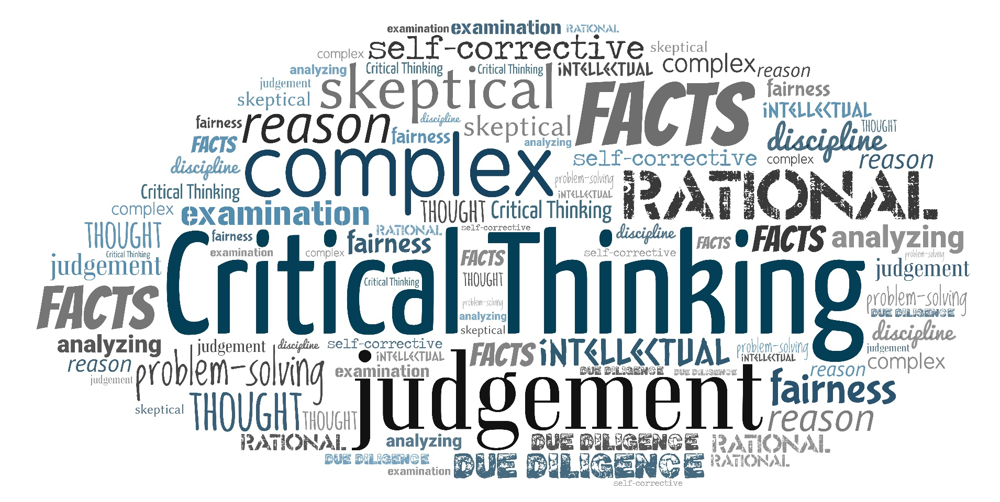 examination examination RATIONAL
complex self-corrective skeptical
analyzing Critical Thinking Critical Thinking INTELLECTUAL complex reason
judgement skeptical FACTS fairness
skeptical INTELLECTUAL
fairness reason discipline skeptical discipline THOUGHT
FACTS fairness analyzing
discipline complex self-corrective complex reason
Critical Thinking problem-solving RATIONAL
INTELLECTUAL
complex examination THOUGHT Critical Thinking
THOUGHT fairness RATIONAL self-corrective discipline FACTS FACTS analyzing
Critical Thinking examination complex fairness FACTS self-corrective problem-solving
judgement Critical Thinking judgement
Critical Thinking THOUGHT
FACTS problem-solving problem-solving
analyzing DUE DILIGENCE
skeptical discipline
analyzing judgement discipline self-corrective FACTS INTELLECTUAL problem-solving judgement
reason problem-solving INTELLECTUAL INTELLECTUAL complex
judgement examination judgement DUE DILIGENCE DUE DILIGENCE reason
fairness
skeptical THOUGHT THOUGHT reason
RATIONAL analyzing DUE DILIGENCE RATIONAL
DUE DILIGENCE DUE DILIGENCE RATIONAL
examination
self-corrective